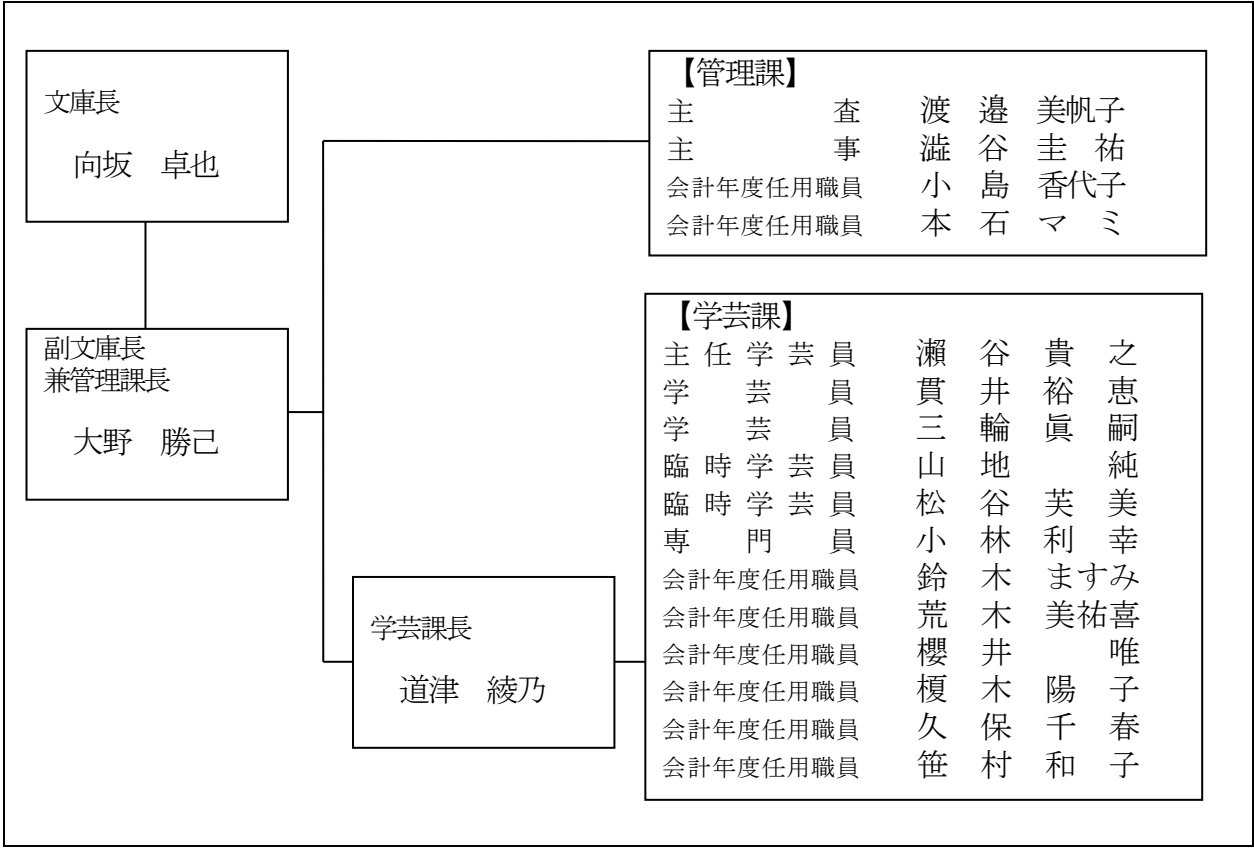 文庫長
向坂 卓也
副文庫長
兼管理課長
大野 勝己
【管理課】
主査 渡邉 美帆子
主事 澁谷圭祐
会計年度任用職員 小島 香代子
会計年度任用職員 本石マミ
学芸課長
道津 綾乃
【学芸課】
主任学芸員 瀬谷貴之
学芸員 貫井裕恵
学芸員 三輪眞嗣
臨時学芸員 山地 純
臨時学芸員 松谷芙美
専門員 小林利幸
会計年度任用職員 鈴木 ますみ
会計年度任用職員 荒木 美祐喜
会計年度任用職員 櫻井 唯
会計年度任用職員 榎木陽子
会計年度任用職員 久保千春
会計年度任用職員 笹村和子